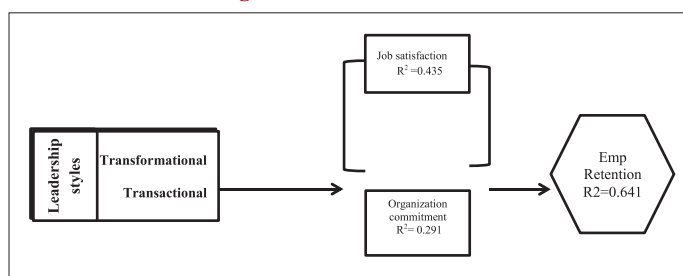 Leadership
styles
Transformational
Transactional
Job satisfaction
R² =0.435
Organization
commitment
R²= 0.291
Emp
Retention
R2=0.641